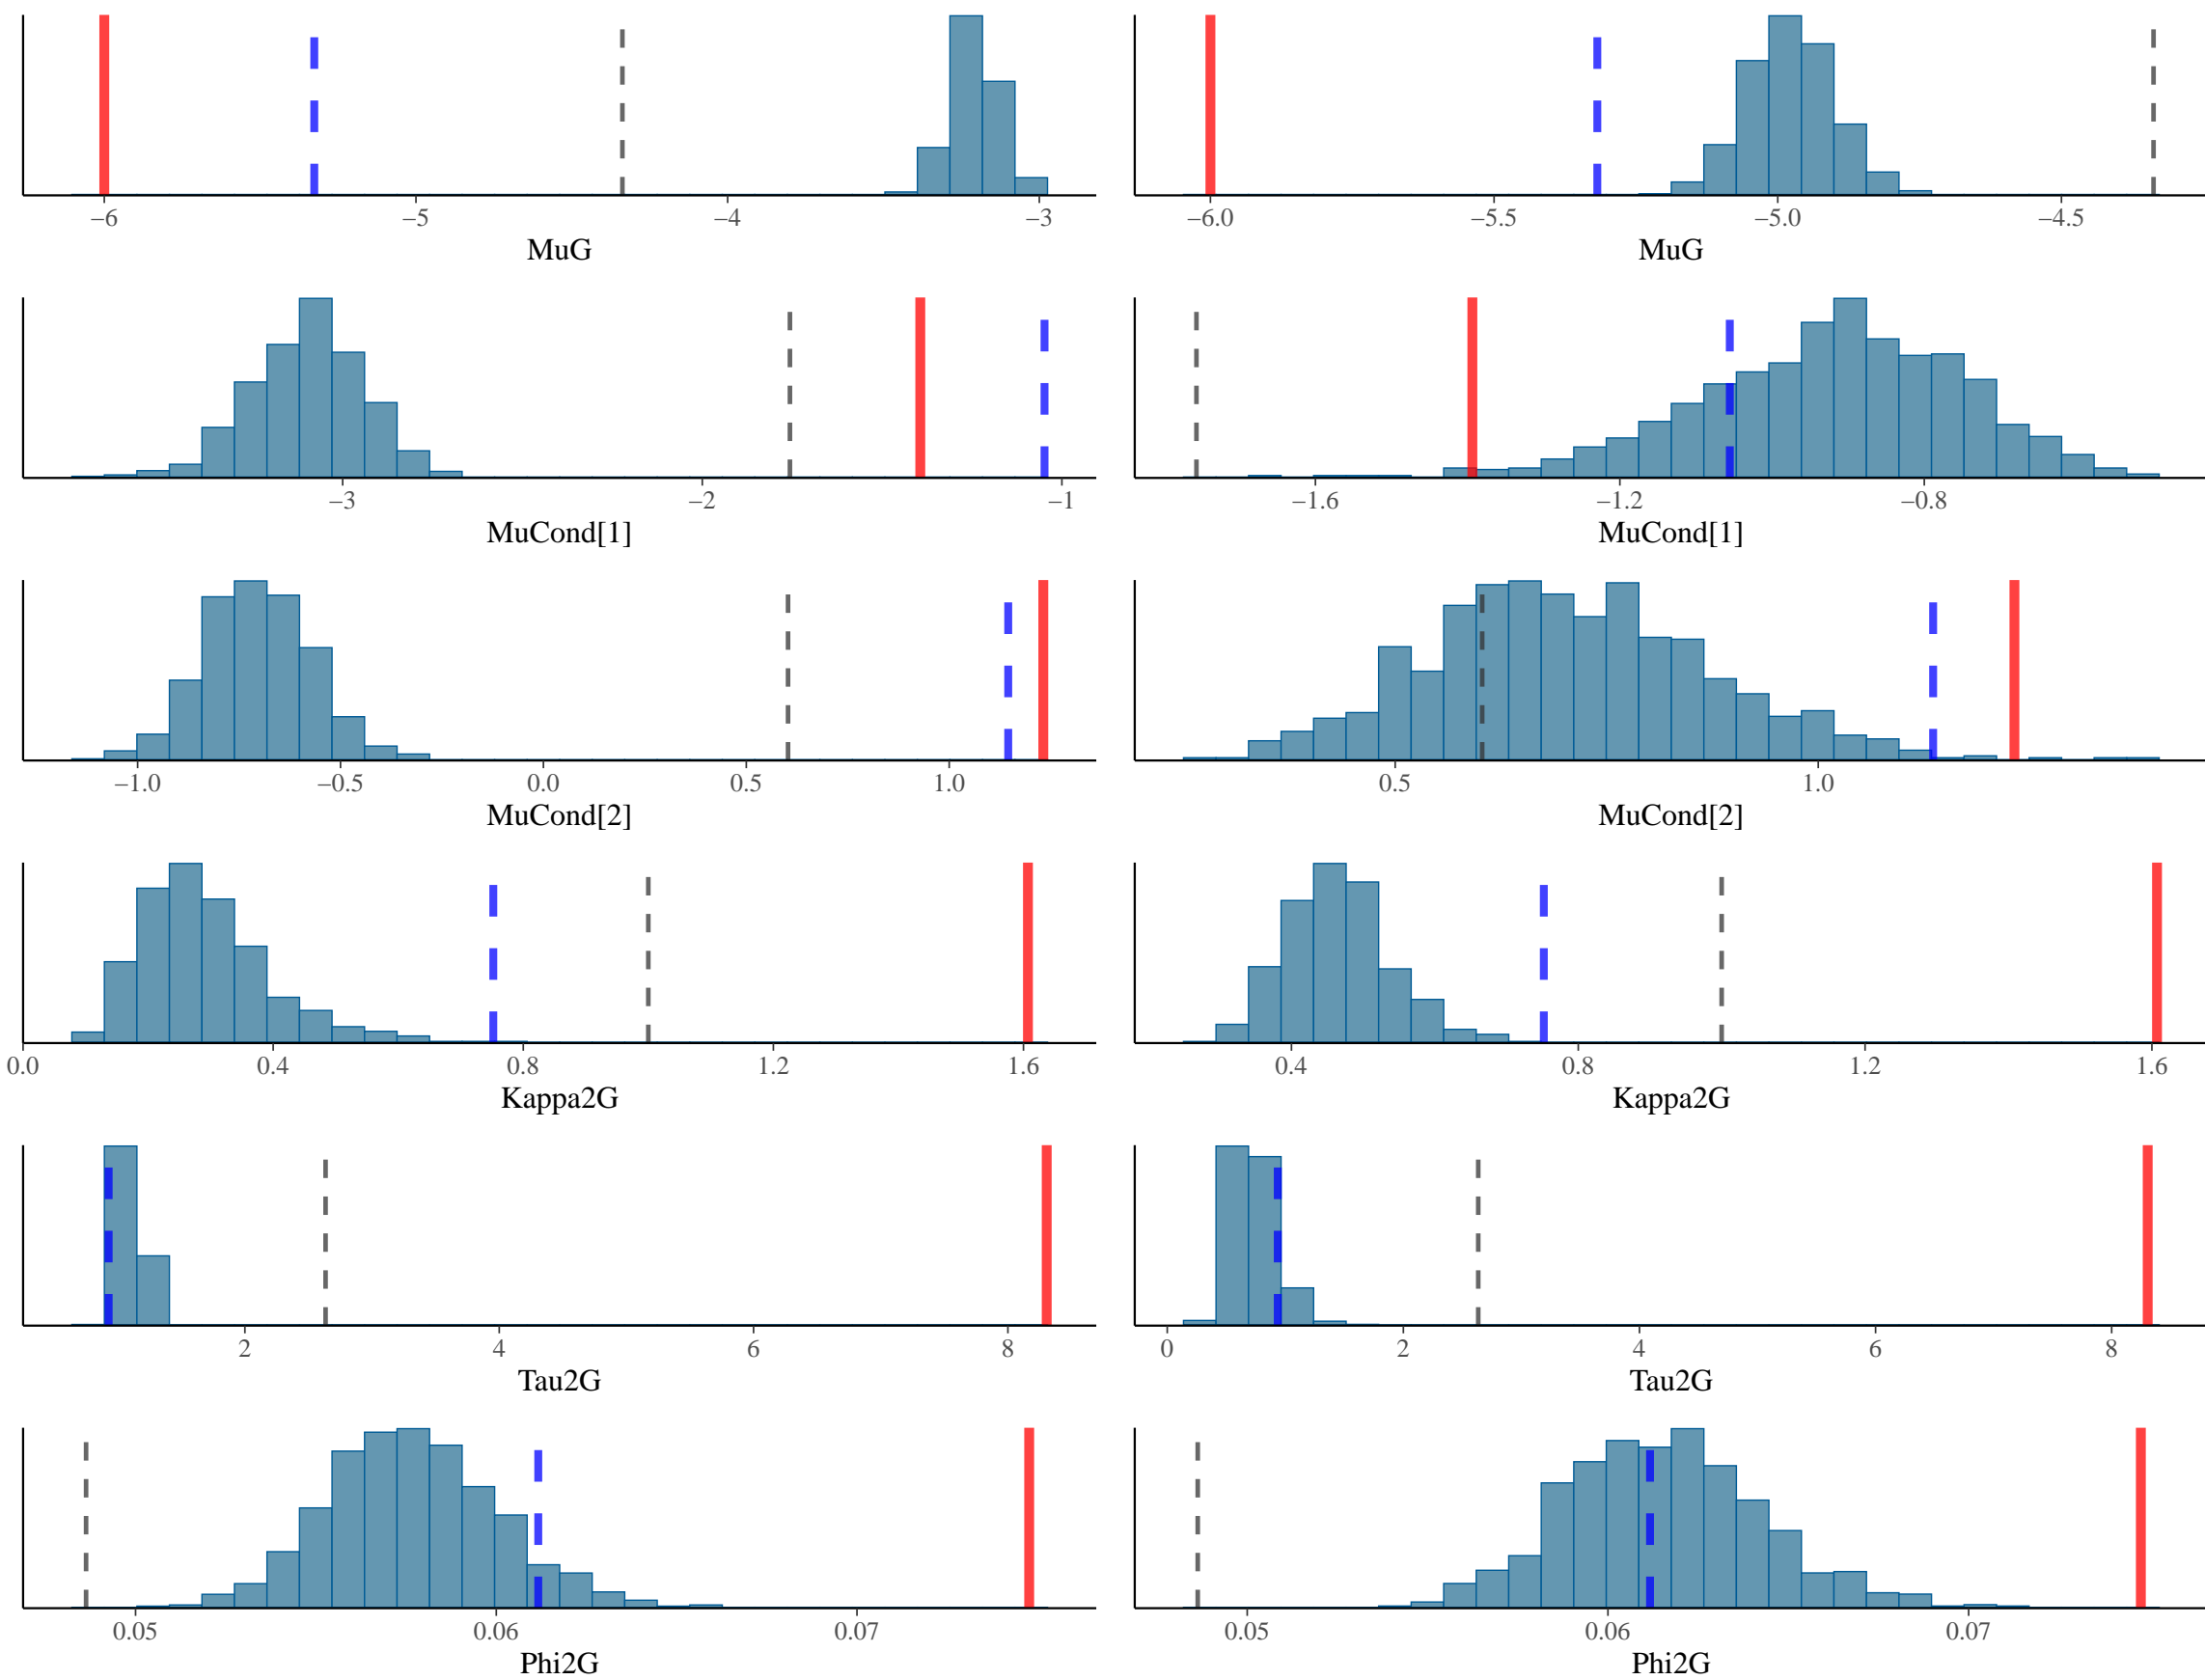 –6 –5 –4 –3
MuG
–6.0 –5.5 –5.0 –4.5
MuG
–3 –2 –1
MuCond[1]
–1.6 –1.2 –0.8
MuCond[1]
–1.0 –0.5 0.0 0.5 1.0
MuCond[2]
0.5 1.0
MuCond[2]
0.0 0.4 0.8 1.2 1.6
Kappa2G
0.4 0.8 1.2 1.6
Kappa2G
2 4 6 8
Tau2G
0 2 4 6 8
Tau2G
0.05 0.06 0.07
Phi2G
0.05 0.06 0.07
Phi2G